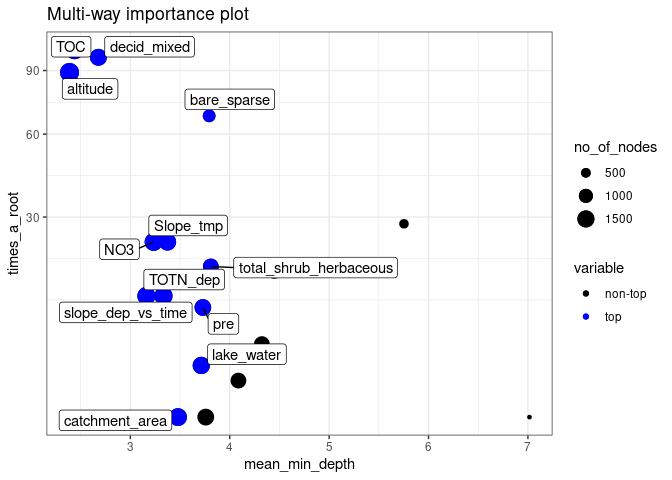 Multi-way importance plot
TOC
decid_mixed
altitude
bare_sparse
Slope_tmp
NO3
total_shrub_herbaceous
TOTN_dep
slope_dep_vs_time
pre
lake_water
catchment_area
90
60
30
times_a_root
3 4 5 6 7
mean_min_depth
no_of_nodes
500
1000
1500
variable
non-top
top